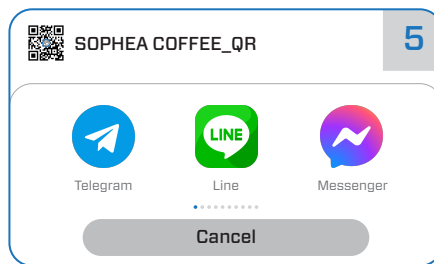 SOPHEA COFFEE_QR
5
LINE
Telegram
Line
Messenger
Cancel